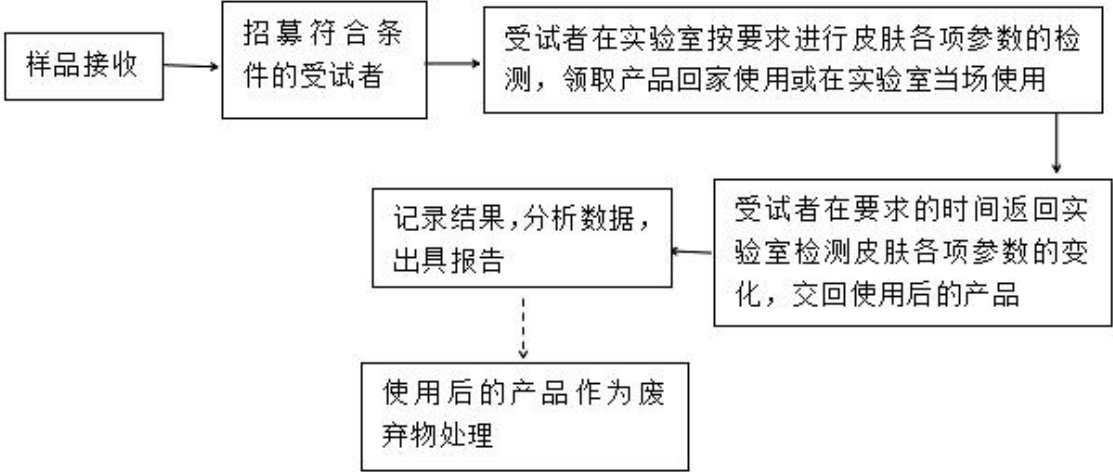 样品接收
招募符合条
件的受试者
受试者在实验室按要求进行皮肤各项参数的检
测，领取产品回家使用或在实验室当场使用
受试者在要求的时间返回实
验室检测皮肤各项参数的变
化，交回使用后的产品
记录结果，分析数据，
出具报告
使用后的产品作为废
弃物处理